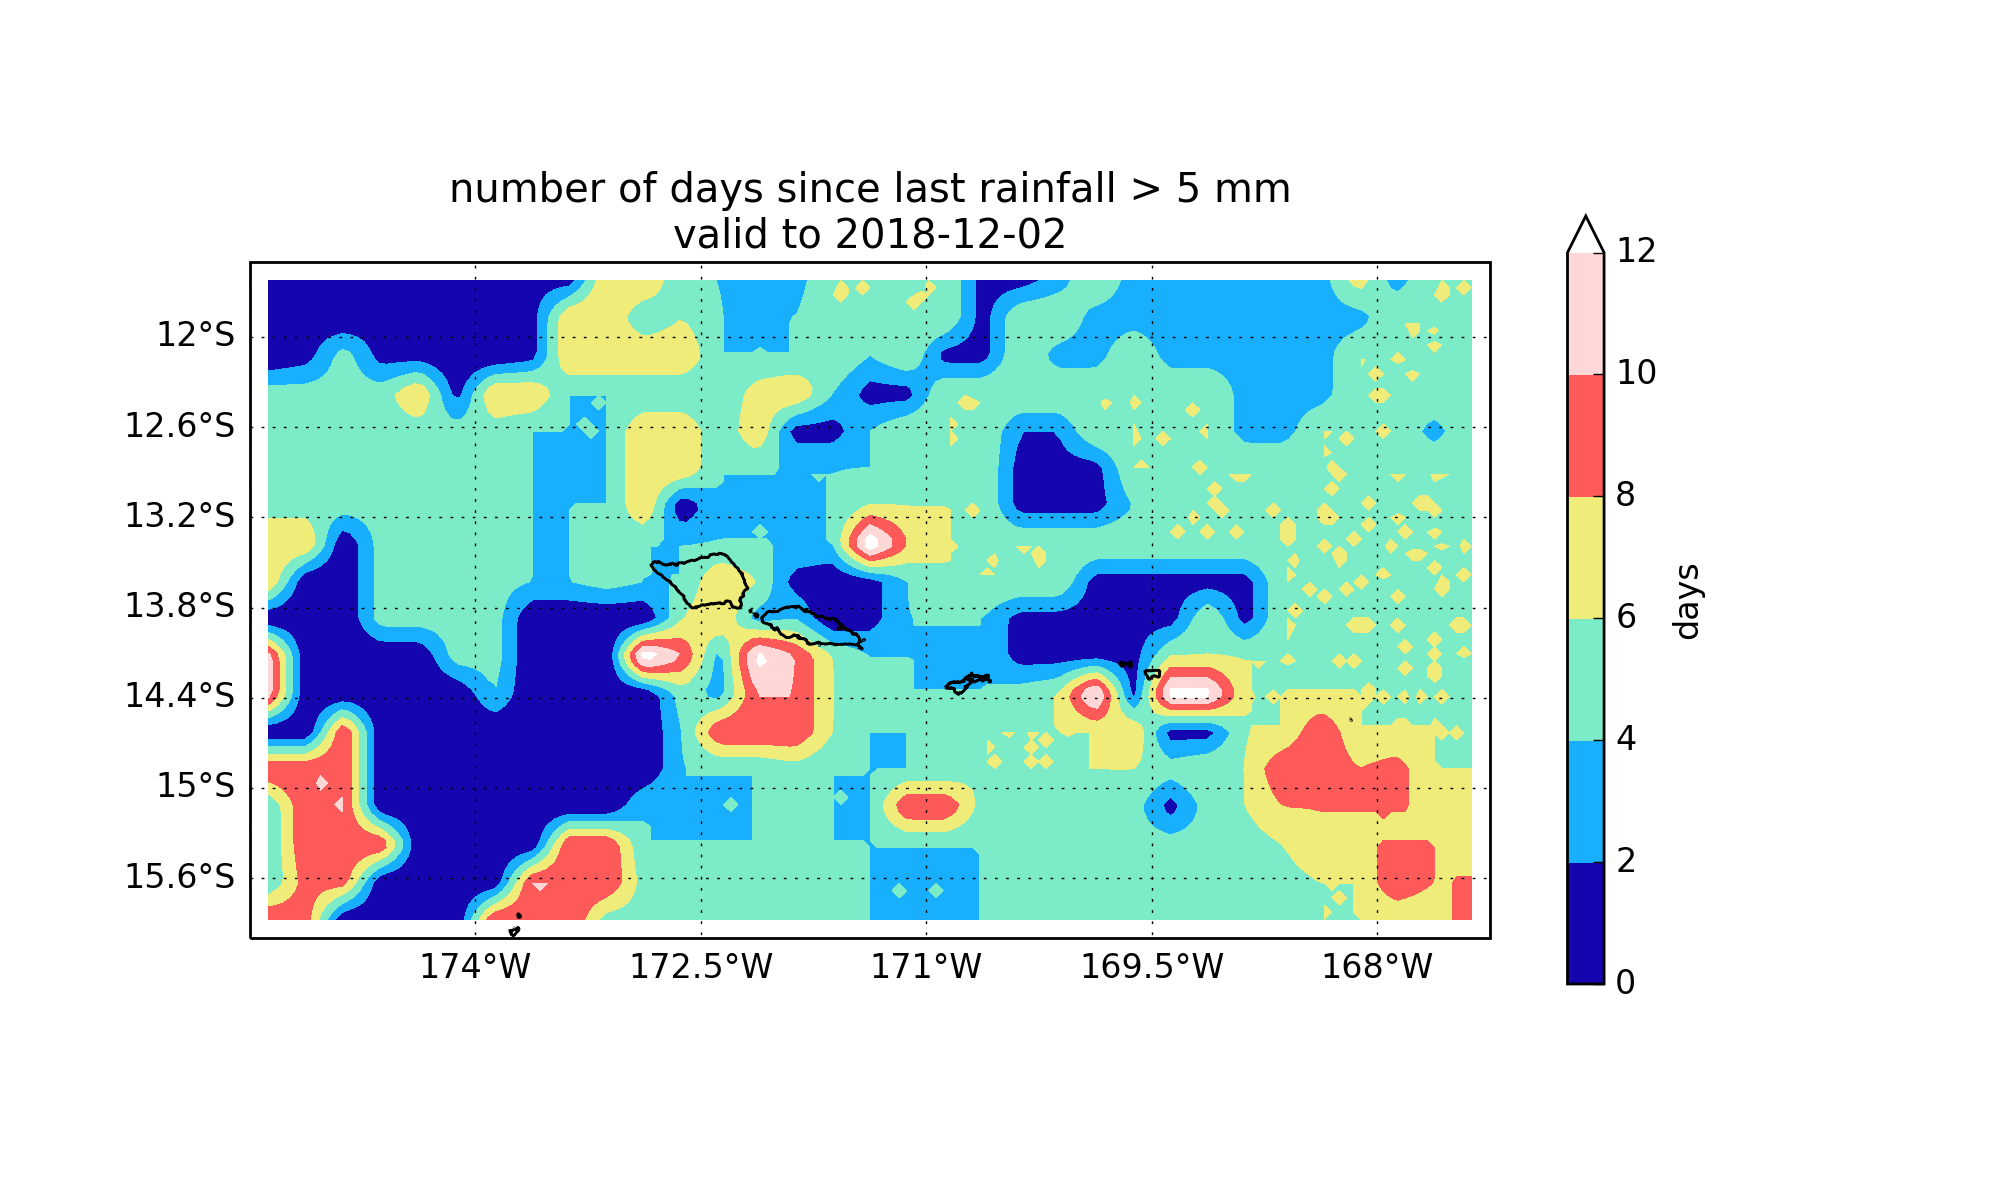 number of days since last rainfall > 5 mm
valid to 2018-12-02
12°S
12.6°S
13.2°S
13.8°S
14.4°S
15°S
15.6°S
174°W
172.5°W
171°W
169.5°W
168°W
12
10
8
6
4
2
0
days